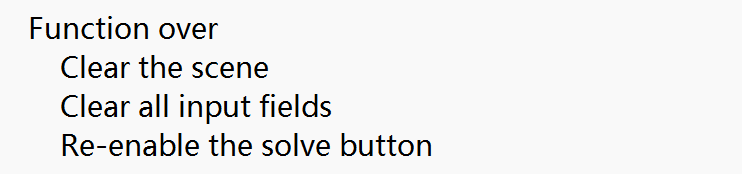 Function over
Clear the scene
Clear all input fields
Re-enable the solve button